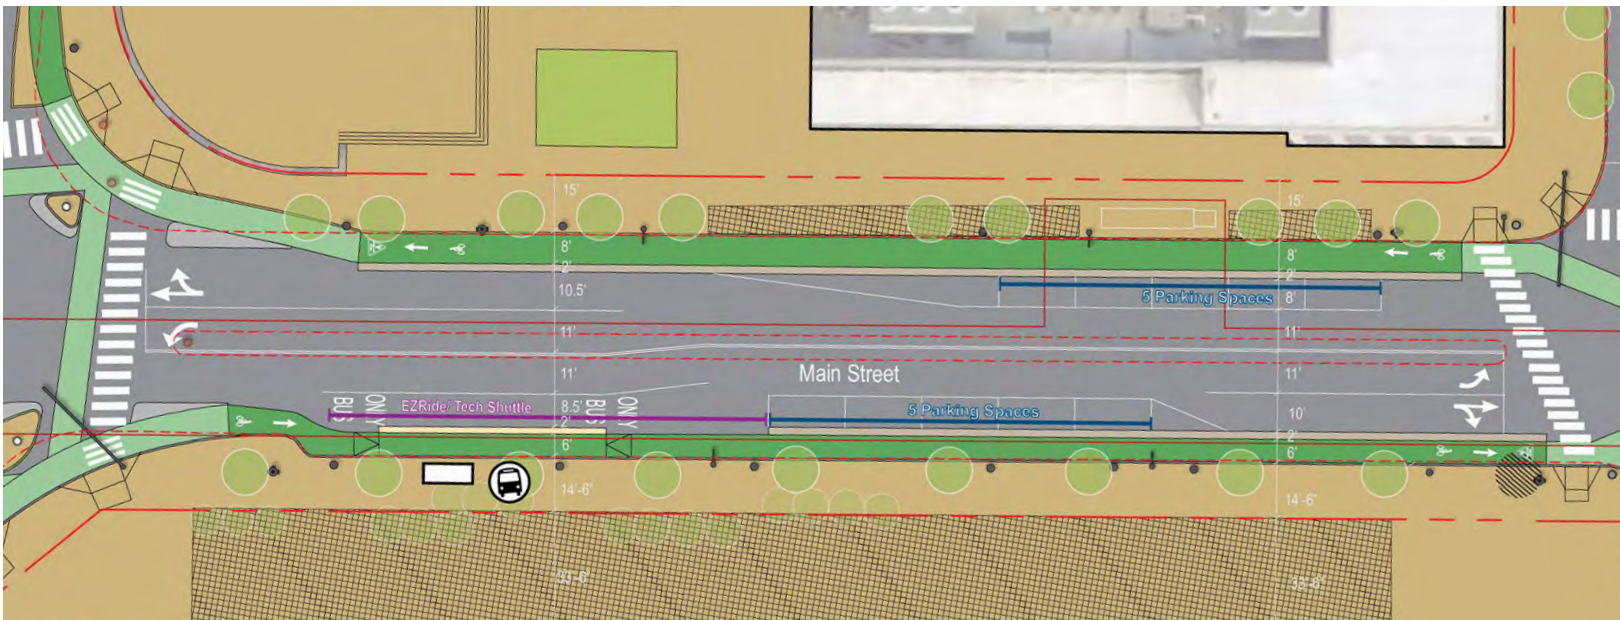 15'
15'
8'
8'
2'
2'
10.5'
5 Parking Spaces
8'
11'
11'
11'
Main Street
11'
BUS
ONLY
EZRide/ Tech Shuttle
8.5'
BUS
ONLY
5 Parking Spaces
10'
2'
2'
6'
6'
14'-6"
14'-6"
33'-6"
33'-6"